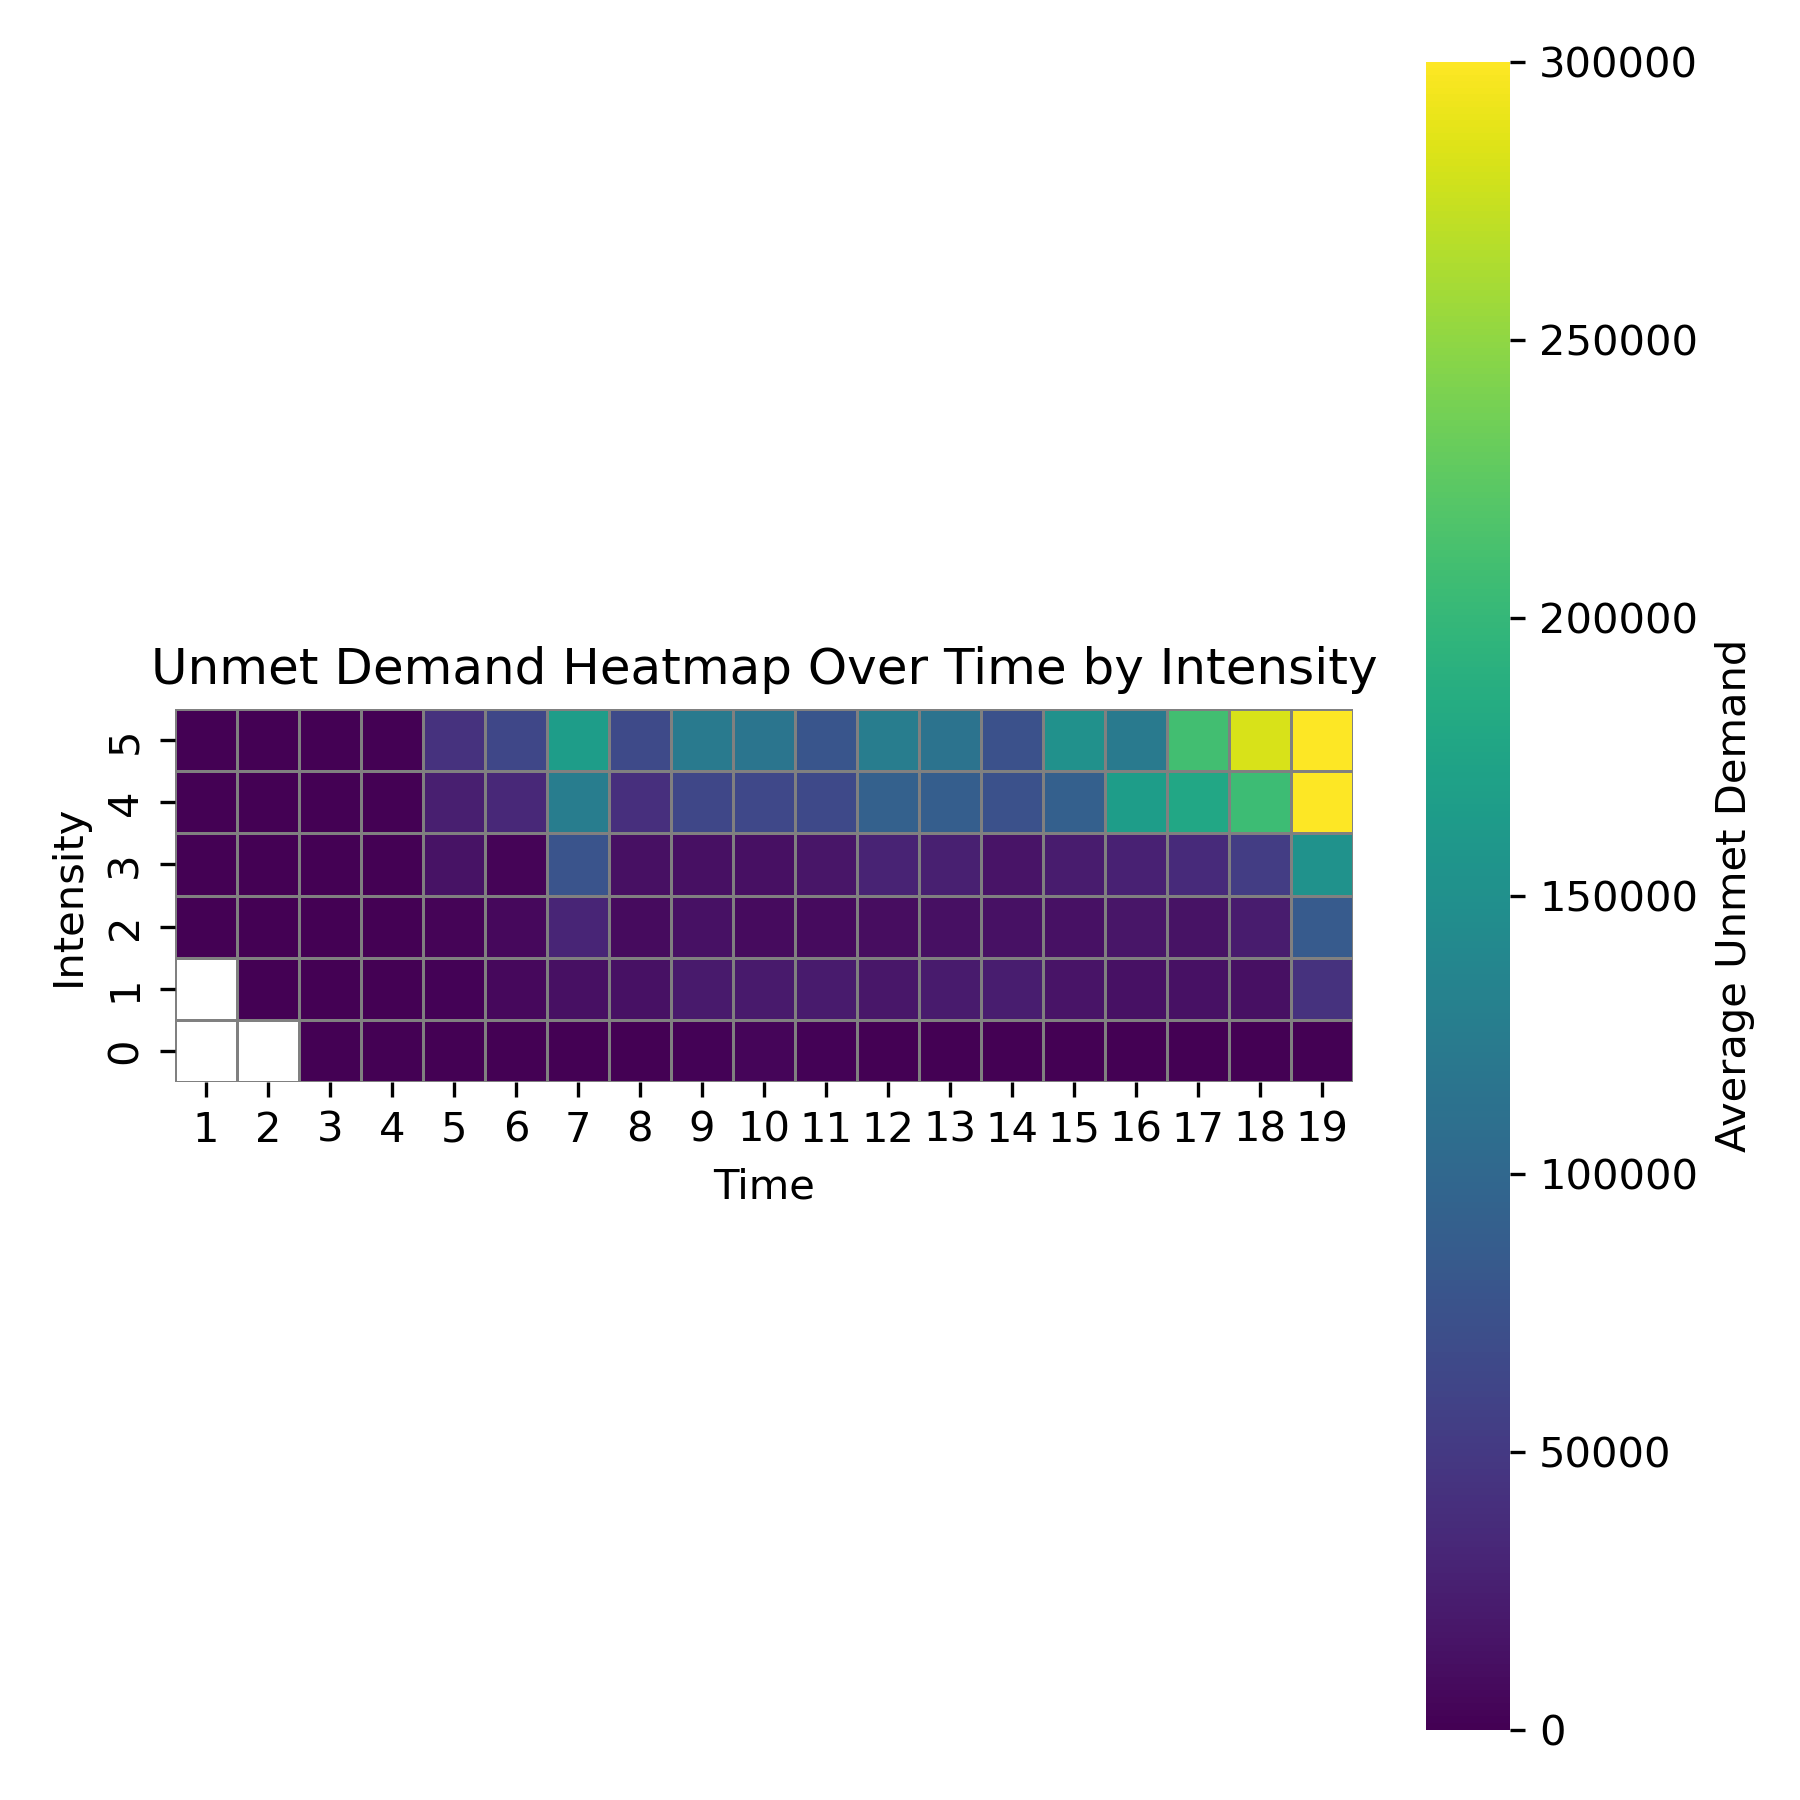 Unmet Demand Heatmap Over Time by Intensity
Intensity
5
4
3
2
1
0
1 2 3 4 5 6 7 8 9 10 11 12 13 14 15 16 17 18 19
Time
300000
250000
200000
150000
100000
50000
0
Average Unmet Demand